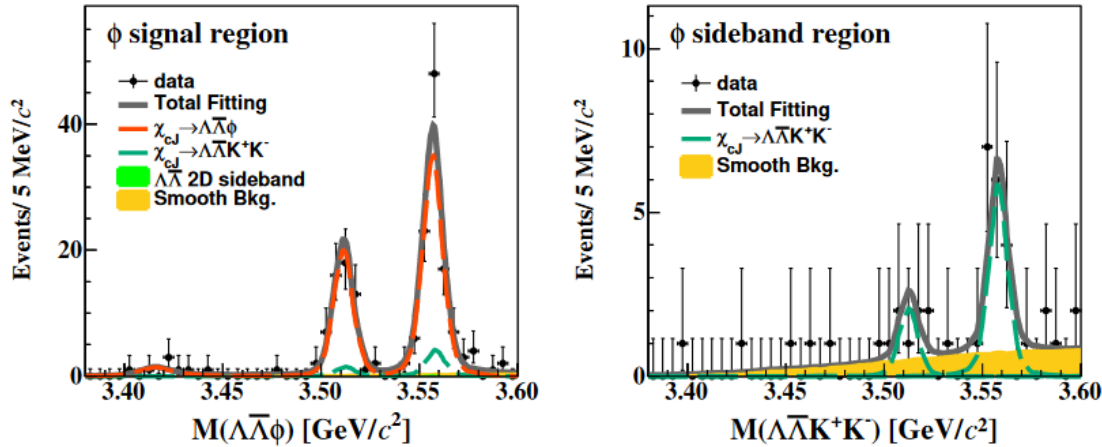 φ signal region
data
Total Fitting
χcJ→ΛΛ̅φ
χcJ→ΛΛ̅K+K-
ΛΛ̅ 2D sideband
Smooth Bkg.
Events/ 5 MeV/c2
40
20
0
3.40
3.45
3.50
3.55
3.60
M(ΛΛ̅φ) [GeV/c2]
φ sideband region
data
Total Fitting
χcJ→ΛΛ̅K+K-
Smooth Bkg.
Events/ 5 MeV/c2
10
5
0
3.40
3.45
3.50
3.55
3.60
M(ΛΛ̅K+K-) [GeV/c2]